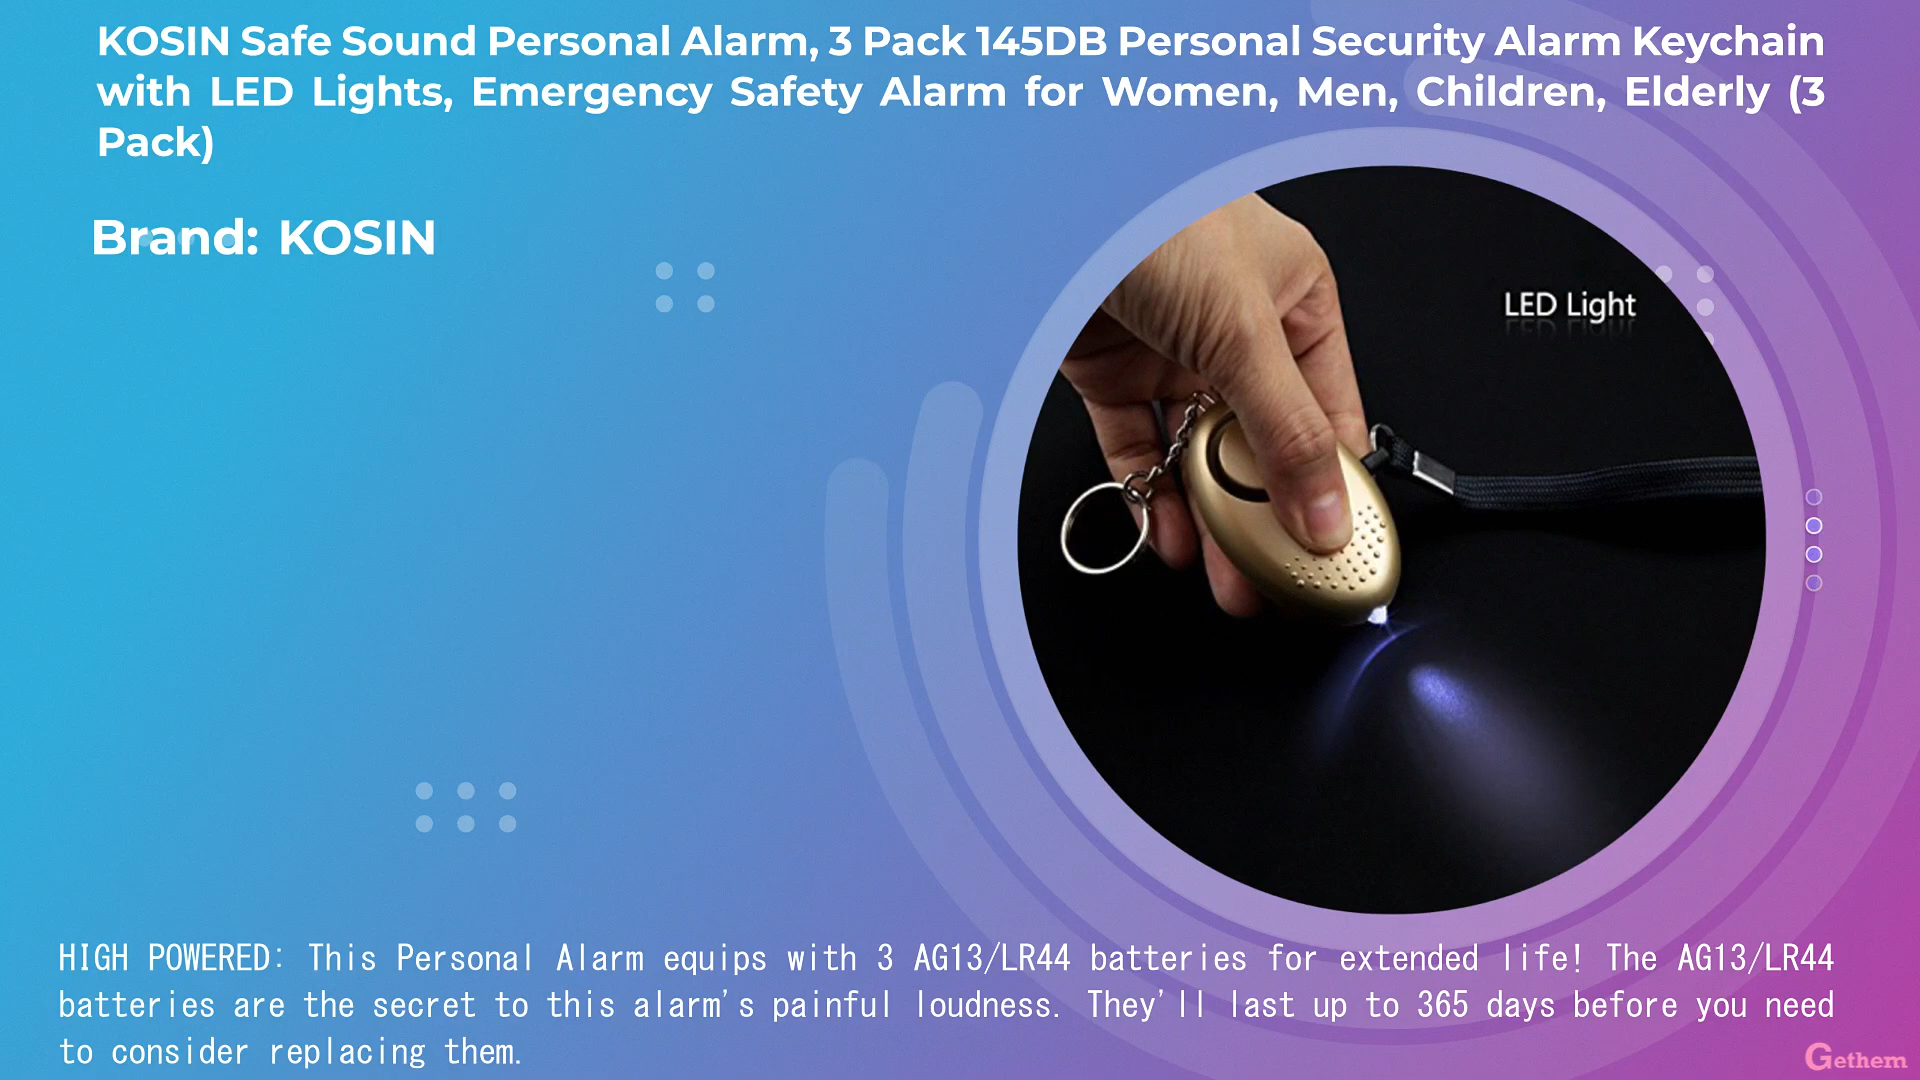 KOSIN Safe Sound Personal Alarm, 3 Pack 145DB Personal Security Alarm Keychain
with LED Lights, Emergency Safety Alarm for Women, Men, Children, Elderly (3
Pack)
Brand: KOSIN
LED Light
HIGH POWERED: This Personal Alarm equips with 3 AG13/LR44 batteries for extended life! The AG13/LR44
batteries are the secret to this alarm's painful loudness. They'll last up to 365 days before you need
to consider replacing them.
Gethem